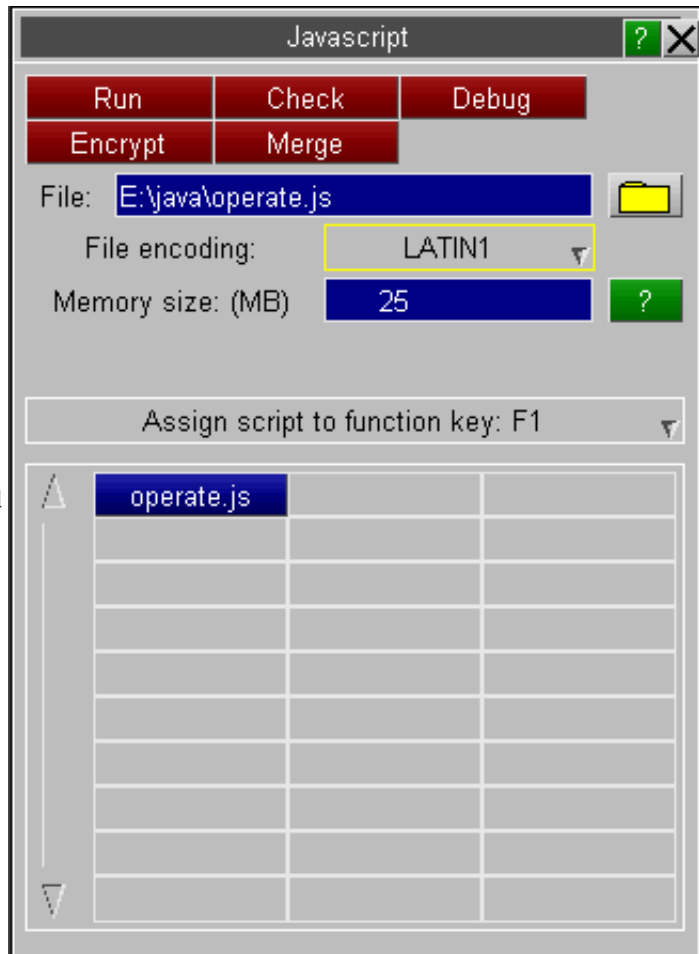 Javascript ?
Run Check Debug
Encrypt Merge
File: E:\java\operate.js
File encoding: LATIN1
Memory size: (MB) 25 ?
Assign script to function key: F1
operate.js